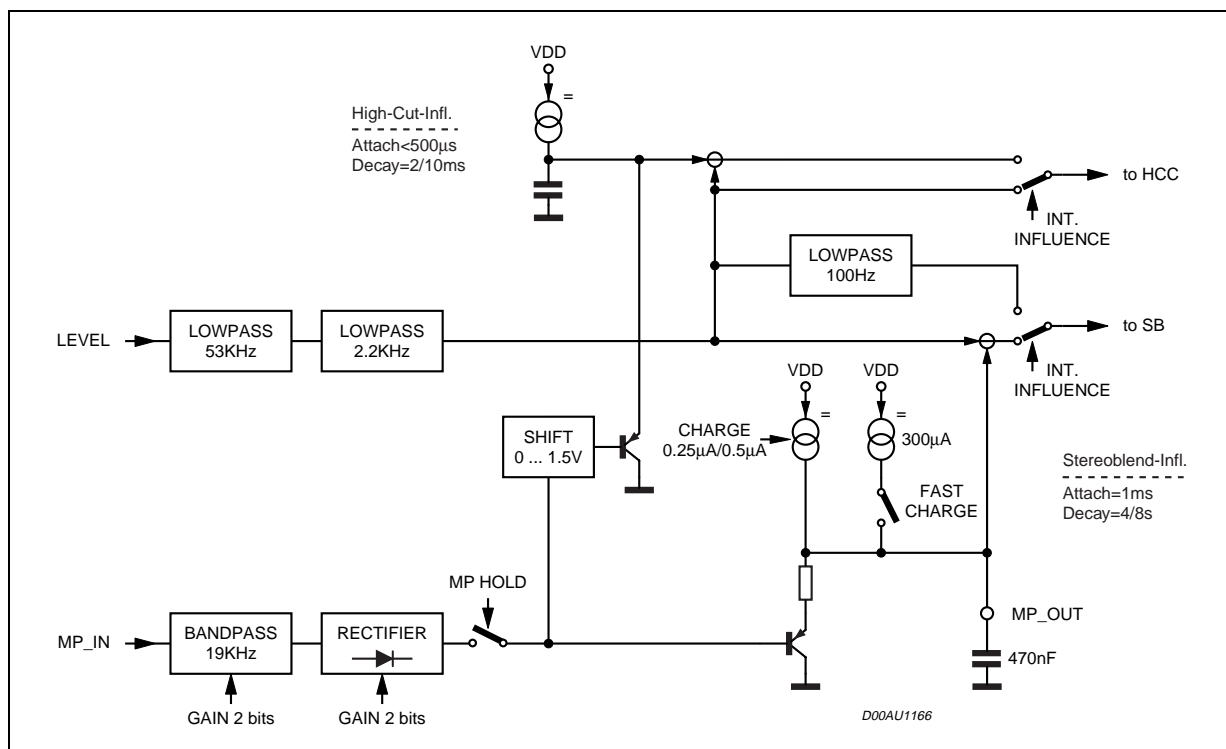 VDD
=
High-Cut-Infl.
Attach<500µs
Decay=2/10ms
to HCC
INT.
INFLUENCE
LOWPASS
100Hz
LEVEL
LOWPASS
53KHz
LOWPASS
2.2KHz
to SB
INT.
INFLUENCE
VDD
=
VDD
=
CHARGE
0.25µA/0.5µA
300µA
SHIFT
0 ... 1.5V
FAST
CHARGE
Stereoblend-Infl.
Attach=1ms
Decay=4/8s
MP HOLD
MP_OUT
MP_IN
BANDPASS
19KHz
RECTIFIER
470nF
GAIN 2 bits
GAIN 2 bits
D00AU1166